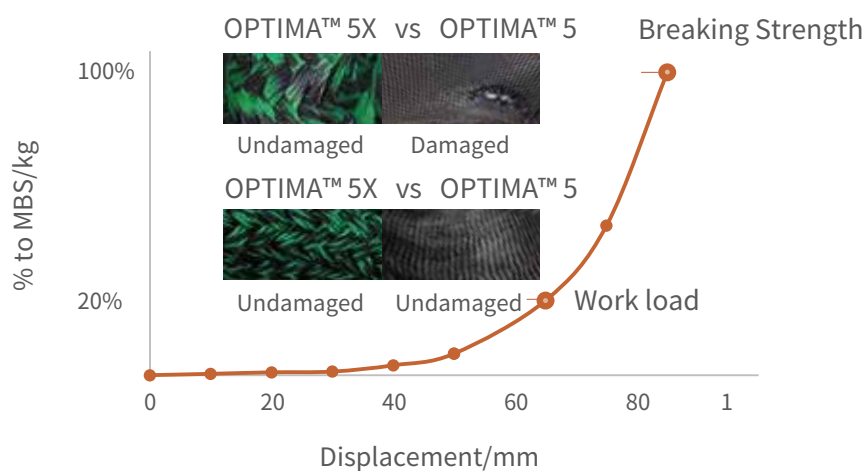 OPTIMA™ 5X vs OPTIMA™ 5
Breaking Strength
100%
Undamaged Damaged
OPTIMA™ 5X vs OPTIMA™ 5
% to MBS/kg
Undamaged Undamaged
20%
Work load
0 20 40 60 80 1
Displacement/mm